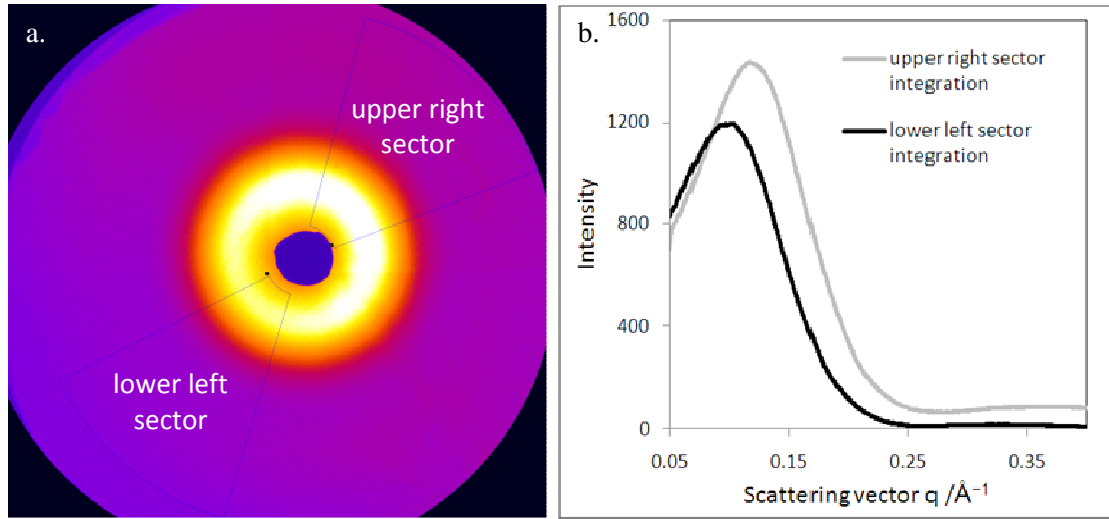 a.
upper right
sector
lower left
sector
b.
1600
1200
800
400
0
Intensity
upper right sector
integration
lower left sector
integration
0.05
0.15
0.25
0.35
Scattering vector q /Å⁻¹